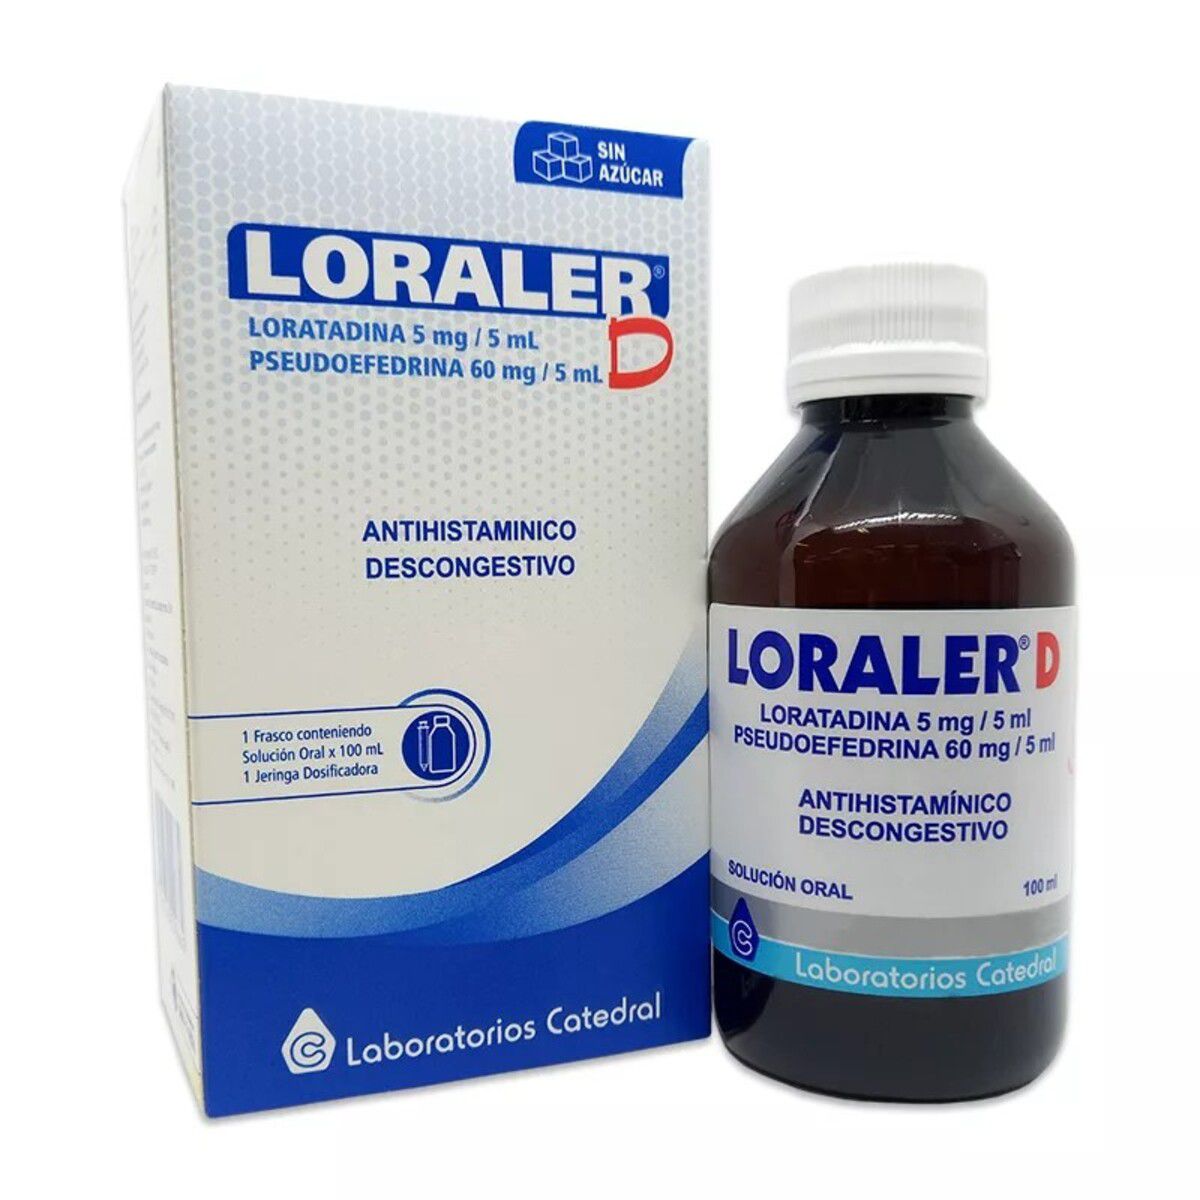 SIN
AZÚCAR
LORALER®
LORATADINA 5 mg / 5 mL
PSEUDOEFEDRINA 60 mg / 5 mL
D
ANTIHISTAMINICO
DESCONGESTIVO
1 Frasco conteniendo
Solución Oral x 100 mL
1 Jeringa Dosificadora
C Laboratorios Catedral
LORALER® D
LORATADINA 5 mg / 5 ml
PSEUDOEFEDRINA 60 mg / 5 ml
ANTIHISTAMÍNICO
DESCONGESTIVO
SOLUCIÓN ORAL 100 ml
C
Laboratorios Catedral